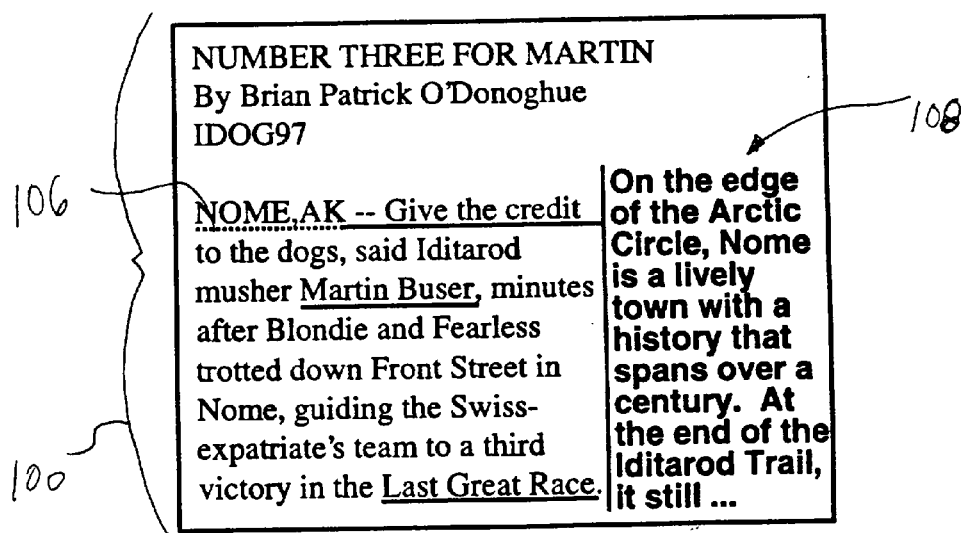 NUMBER THREE FOR MARTIN
By Brian Patrick O'Donoghue
IDOG97
NOME,AK -- Give the credit
to the dogs, said Iditarod
musher Martin Buser, minutes
after Blondie and Fearless
trotted down Front Street in
Nome, guiding the Swiss-
expatriate's team to a third
victory in the Last Great Race.
On the edge
of the Arctic
Circle, Nome
is a lively
town with a
history that
spans over a
century. At
the end of the
Iditarod Trail,
it still ...
106
108
100